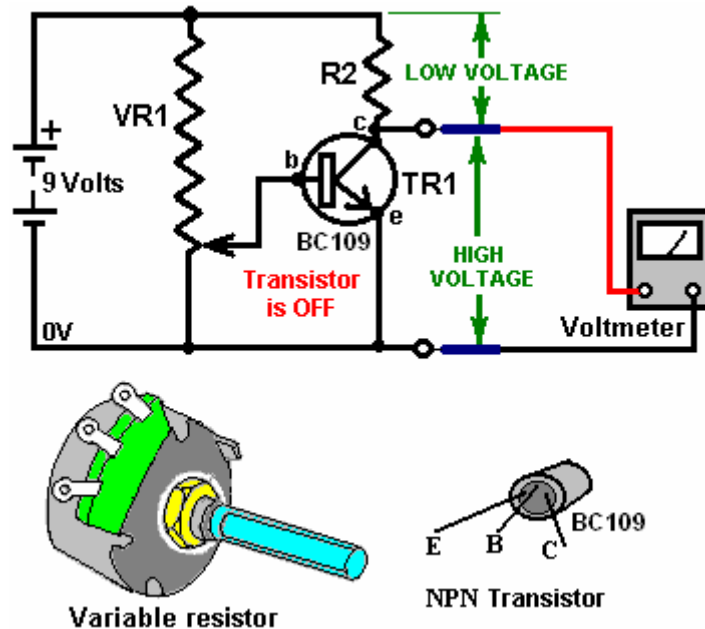 R2
LOW VOLTAGE
VR1
+
c
b
9 Volts
TR1
e
BC109
HIGH
VOLTAGE
Transistor
is OFF
0V
Voltmeter
E
B
C
BC109
NPN Transistor
Variable resistor